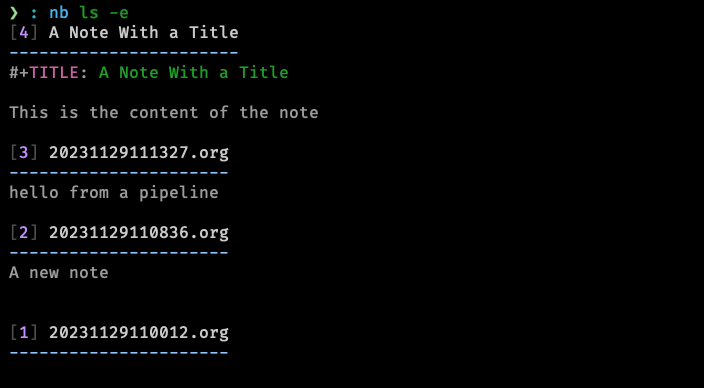 ❯ : nb ls -e
[4] A Note With a Title
-----------------------
#+TITLE: A Note With a Title
This is the content of the note
[3] 20231129111327.org
----------------------
hello from a pipeline
[2] 20231129110836.org
----------------------
A new note
[1] 20231129110012.org
----------------------